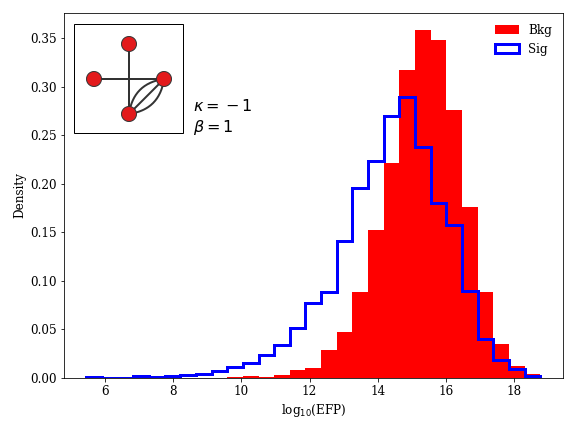 Bkg
Sig
κ = −1
β = 1
0.35
0.30
0.25
0.20
0.15
0.10
0.05
0.00
Density
6 8 10 12 14 16 18
log₁₀(EFP)